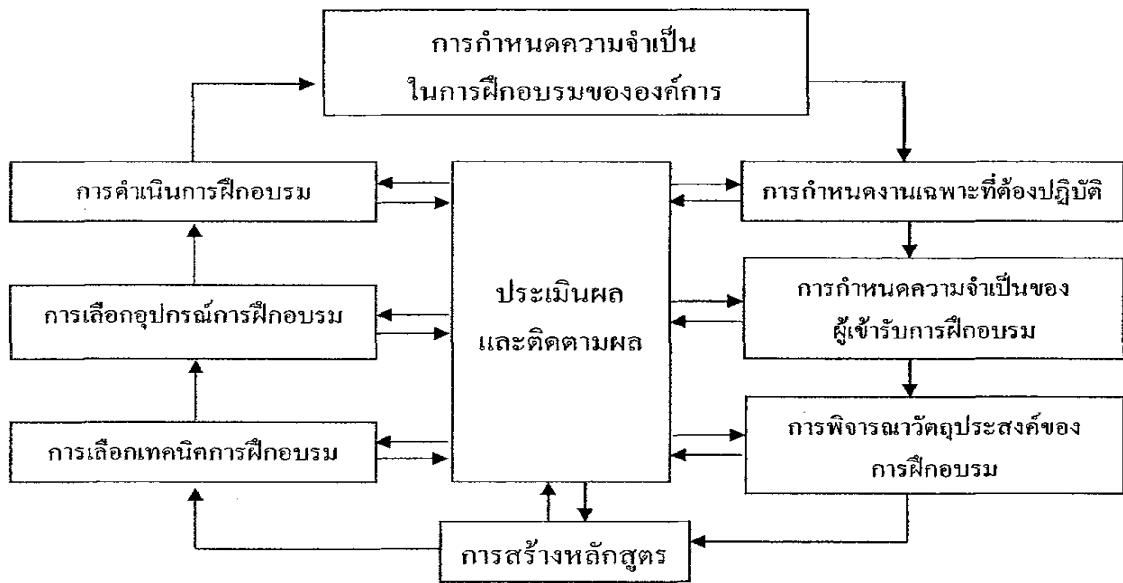 การกำหนดความจำเป็น
ในการฝึกอบรมขององค์การ
การดำเนินการฝึกอบรม
การกำหนดงานเฉพาะที่ต้องปฏิบัติ
การเลือกอุปกรณ์การฝึกอบรม
ประเมินผล
และติดตามผล
การกำหนดความจำเป็นของ
ผู้เข้ารับการฝึกอบรม
การเลือกเทคนิคการฝึกอบรม
การพิจารณาวัตถุประสงค์ของ
การฝึกอบรม
การสร้างหลักสูตร